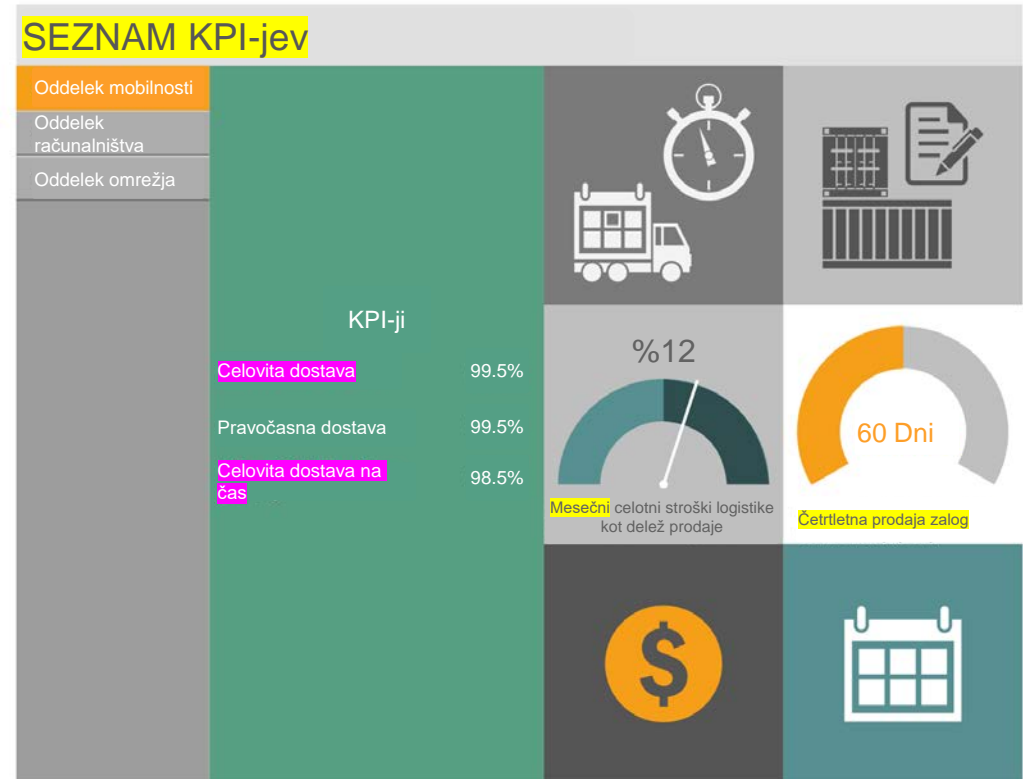 SEZNAM KPI-jev
Oddelek mobilnosti
Oddelek
računalništva
Oddelek omrežja
KPI-ji
Celovita dostava 99.5%
Pravočasna dostava 99.5%
Celovita dostava na
čas 98.5%
%12
Mesečni celotni stroški logistike
kot delež prodaje
60 Dni
Četrtletna prodaja zalog
$